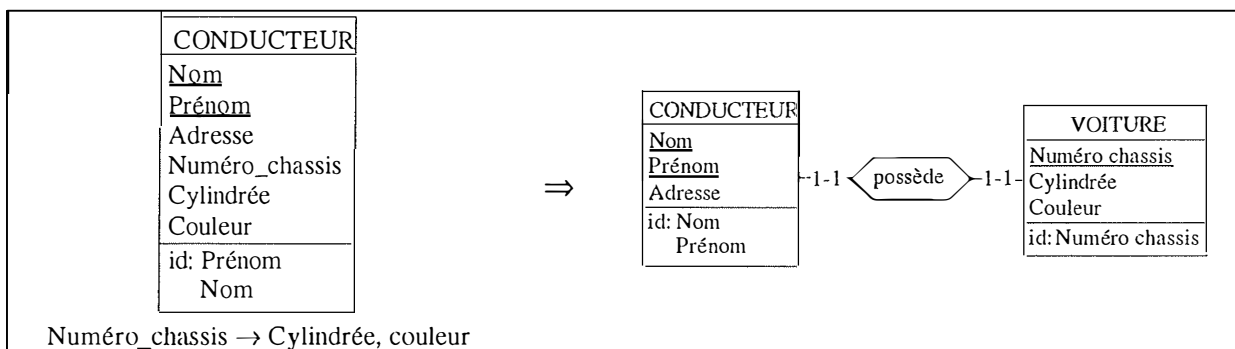 CONDUCTEUR
Nom
Prénom
Adresse
Numéro_chassis
Cylindrée
Couleur
id: Prénom
Nom
Numéro_chassis → Cylindrée, couleur
⇒
CONDUCTEUR
Nom
Prénom
Adresse
id: Nom
Prénom
1-1
possède
1-1
VOITURE
Numéro chassis
Cylindrée
Couleur
id: Numéro chassis